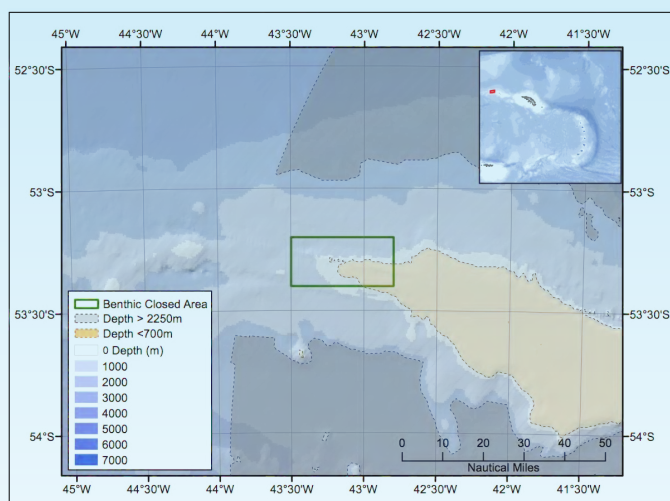 45°W 44°30'W 44°W 43°30'W 43°W 42°30'W 42°W 41°30'W
52°30'S 52°30'S
53°S 53°S
53°30'S 53°30'S
54°S 54°S
Benthic Closed Area
Depth > 2250m
Depth <700m
0 Depth (m)
1000
2000
3000
4000
5000
6000
7000
0 10 20 30 40 50
Nautical Miles
45°W 44°30'W 44°W 43°30'W 43°W 42°30'W 42°W 41°30'W